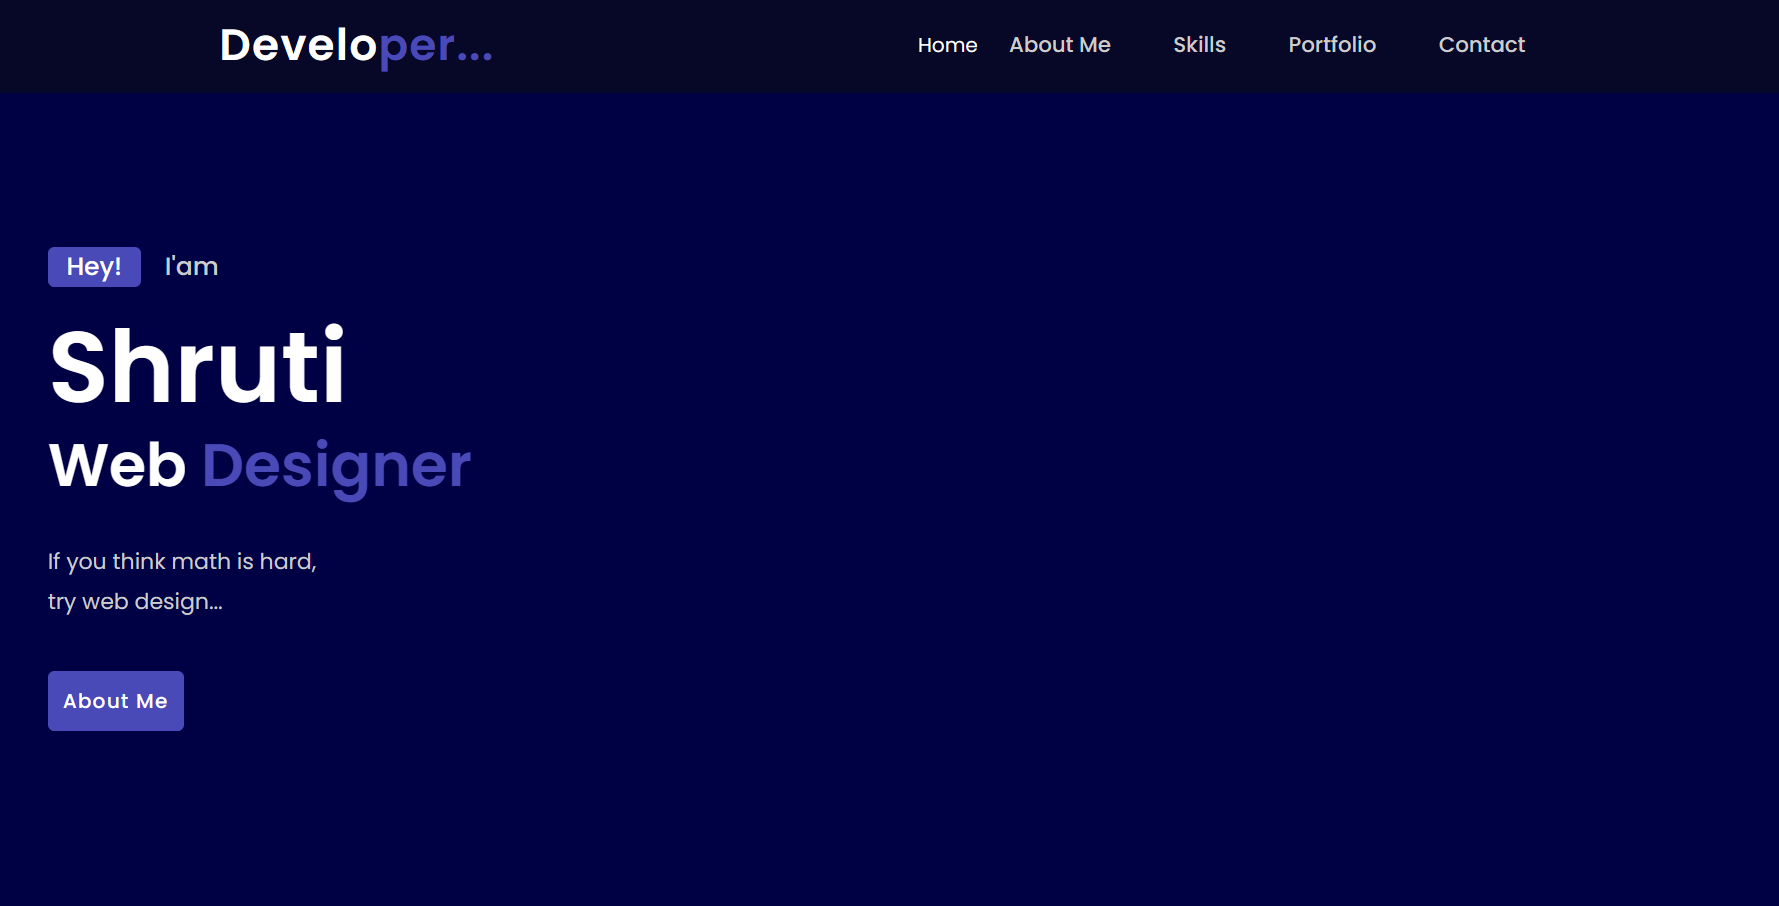 Developer...
Home About Me Skills Portfolio Contact
Hey! I'am
Shruti
Web Designer
If you think math is hard,
try web design...
About Me